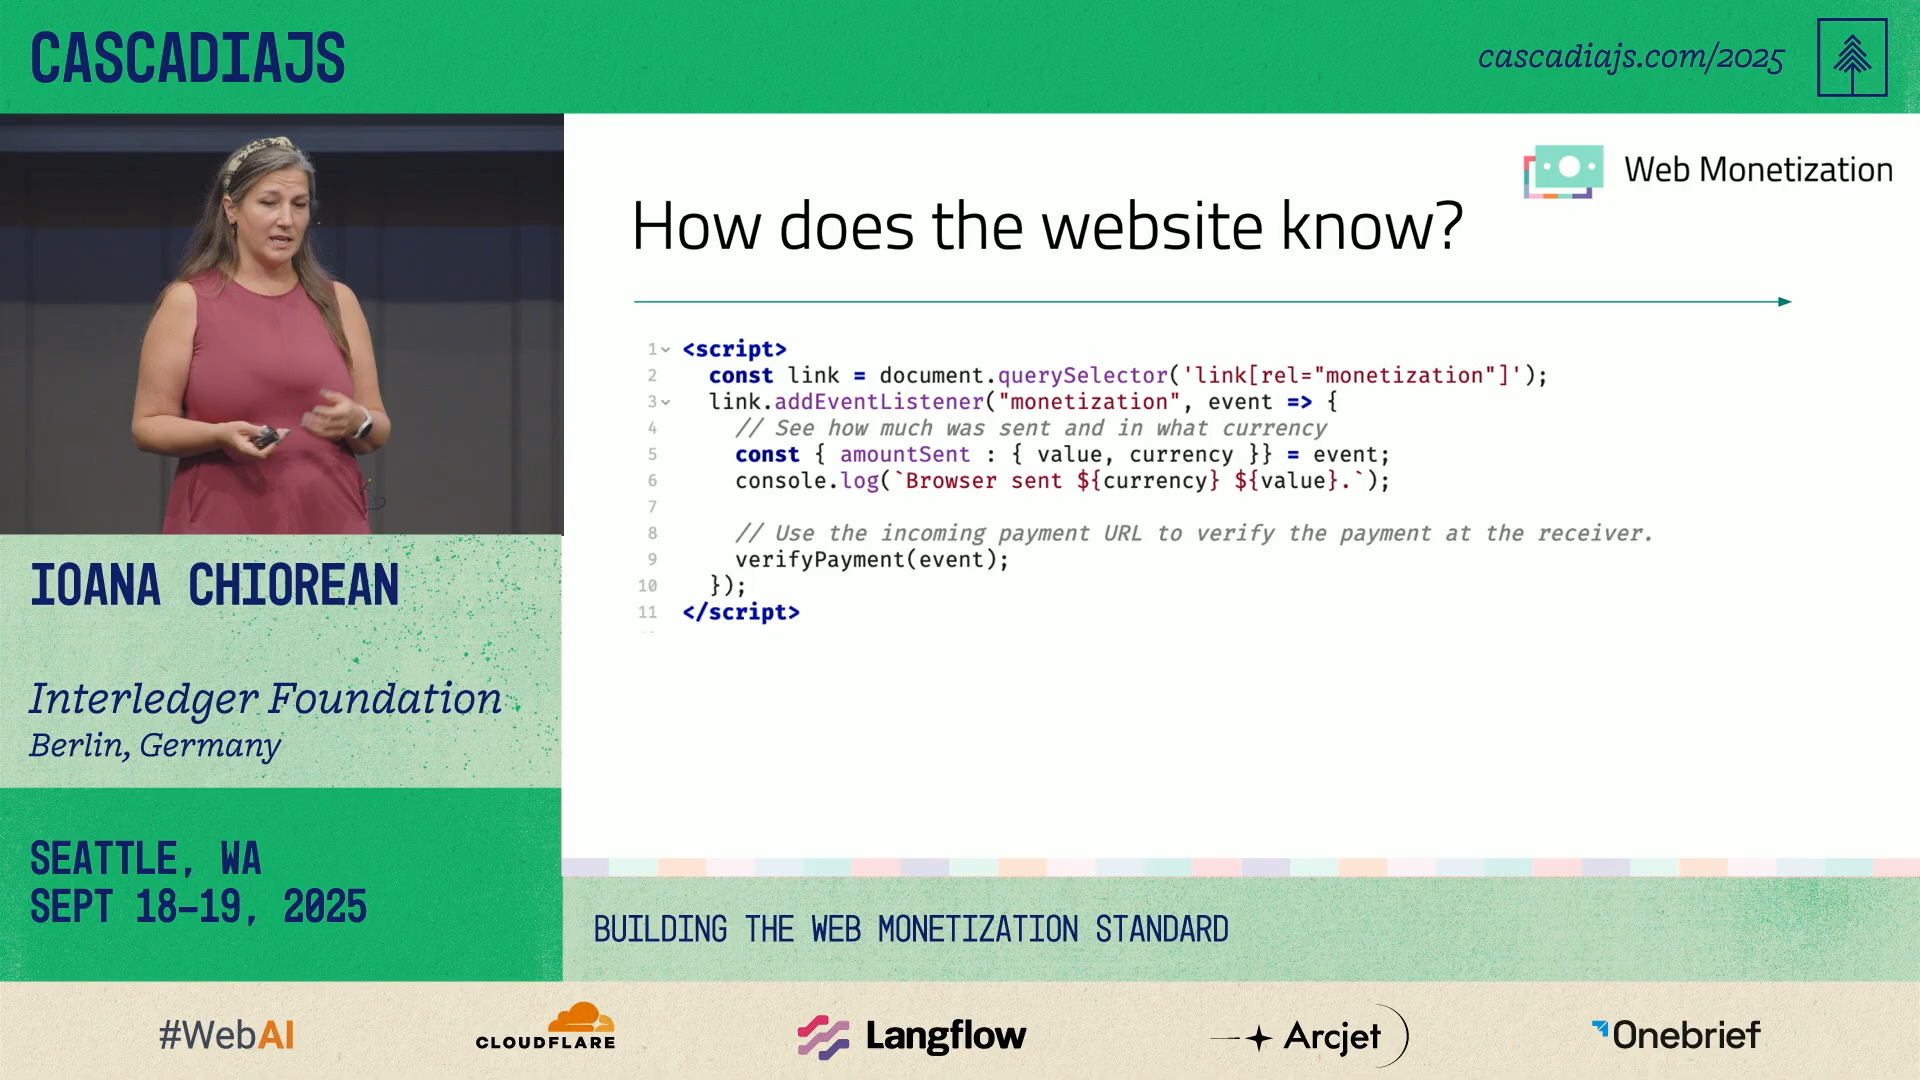 CASCADIAJS
cascadiajs.com/2025
Web Monetization
How does the website know?
1 <script>
2 const link = document.querySelector('link[rel="monetization"]');
3 link.addEventListener("monetization", event => {
4 // See how much was sent and in what currency
5 const { amountSent : { value, currency }} = event;
6 console.log(`Browser sent ${currency} ${value}.`);
7
8 // Use the incoming payment URL to verify the payment at the receiver.
9 verifyPayment(event);
10 });
11 </script>
IOANA CHIOREAN
Interledger Foundation
Berlin, Germany
SEATTLE, WA
SEPT 18-19, 2025
BUILDING THE WEB MONETIZATION STANDARD
#WebAI
CLOUDFLARE
Langflow
Arcjet
Onebrief